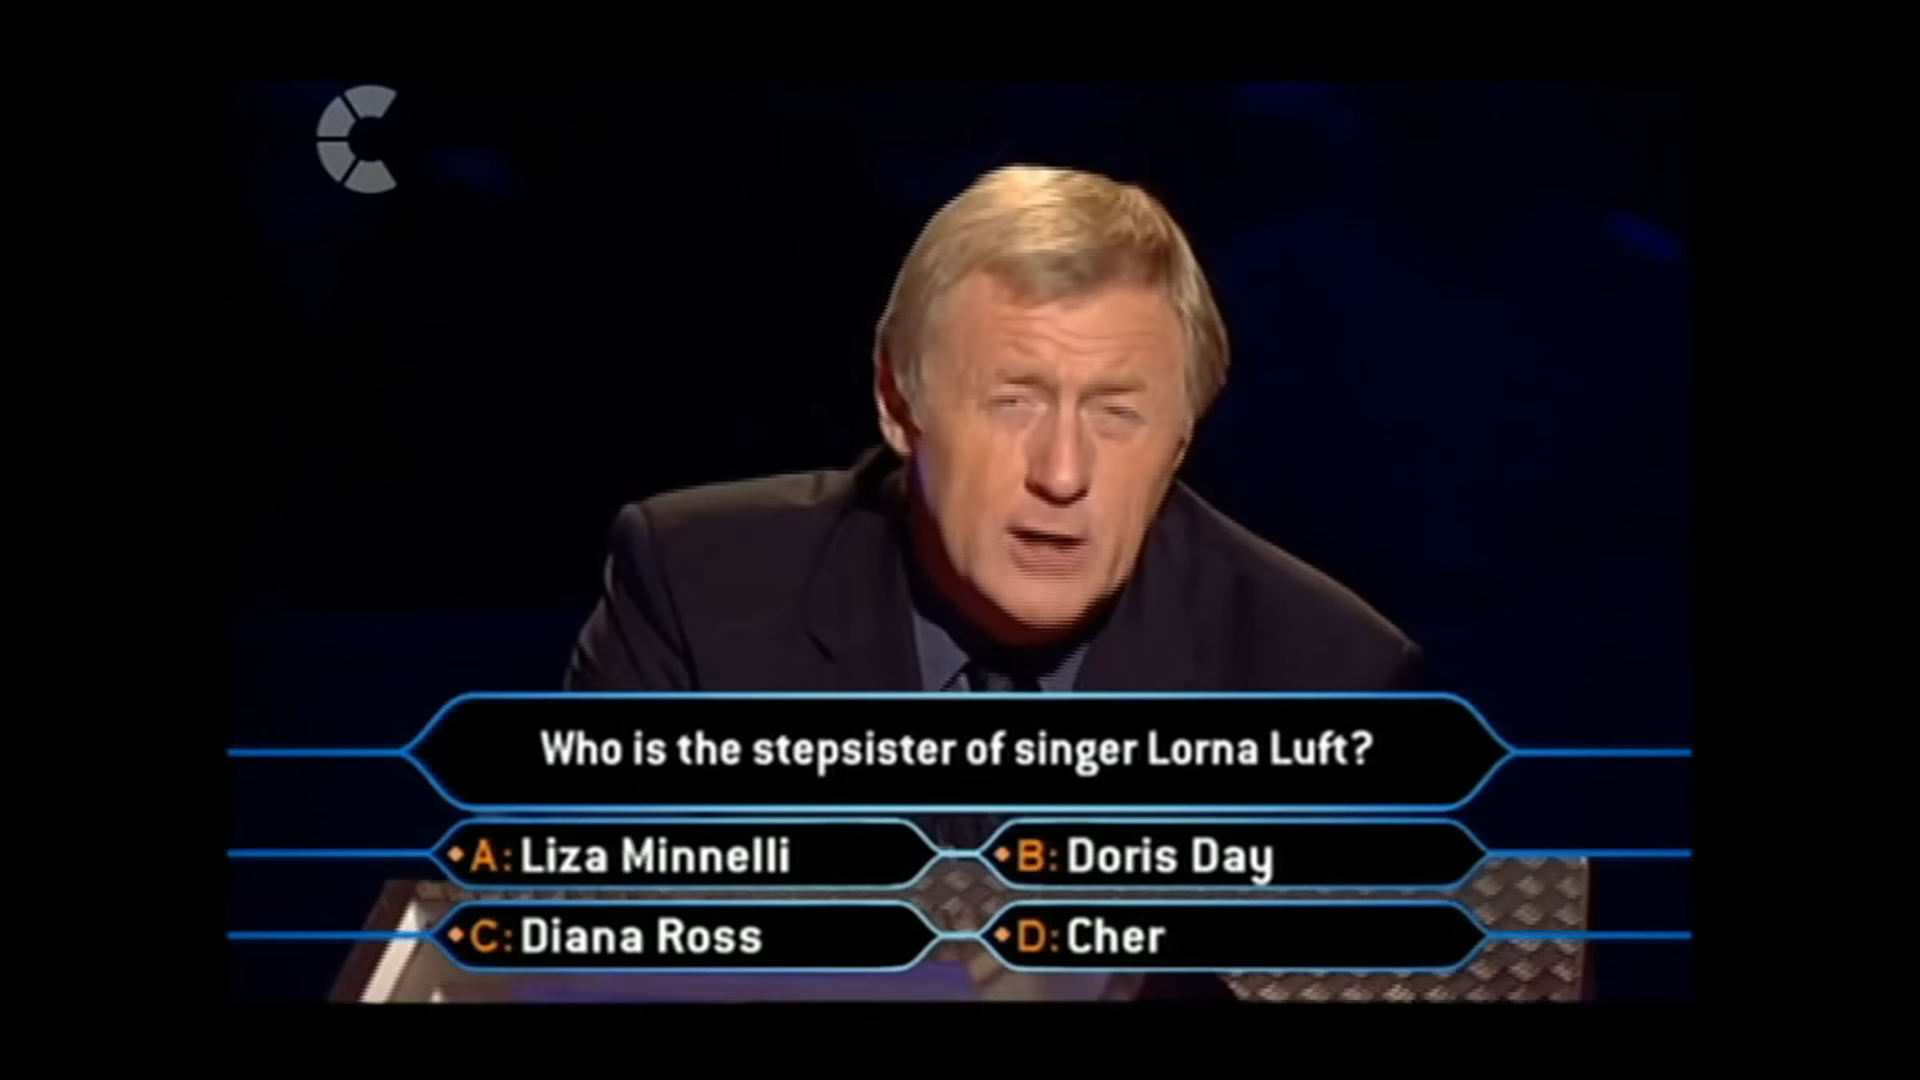 Who is the stepsister of singer Lorna Luft?
A: Liza Minnelli
B: Doris Day
C: Diana Ross
D: Cher